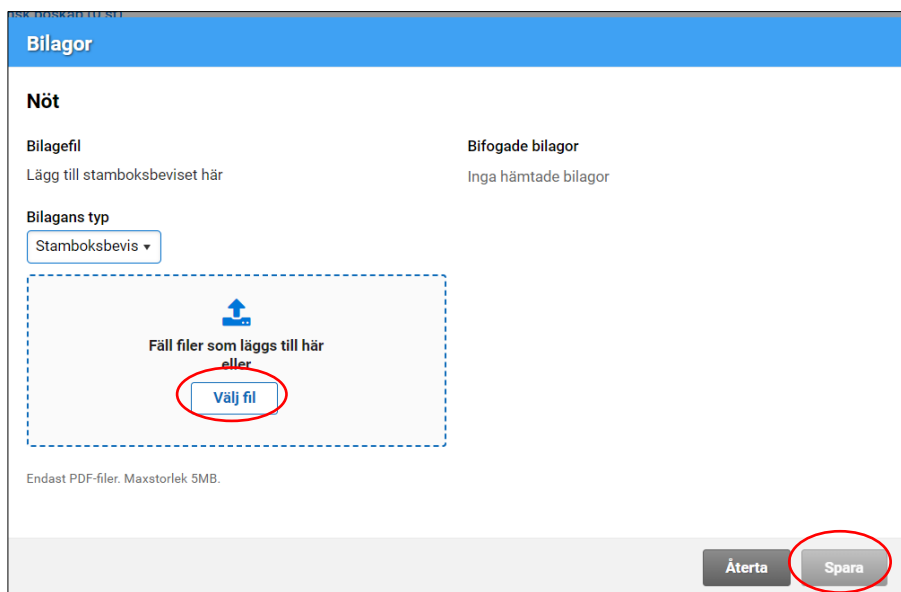 Bilagor
Nöt
Bilagefil
Lägg till stamboksbeviset här
Bifogade bilagor
Inga hämtade bilagor
Bilagans typ
Stamboksbevis
Fäll filer som läggs till här
eller
Välj fil
Endast PDF-filer. Maxstorlek 5MB.
Återta
Spara